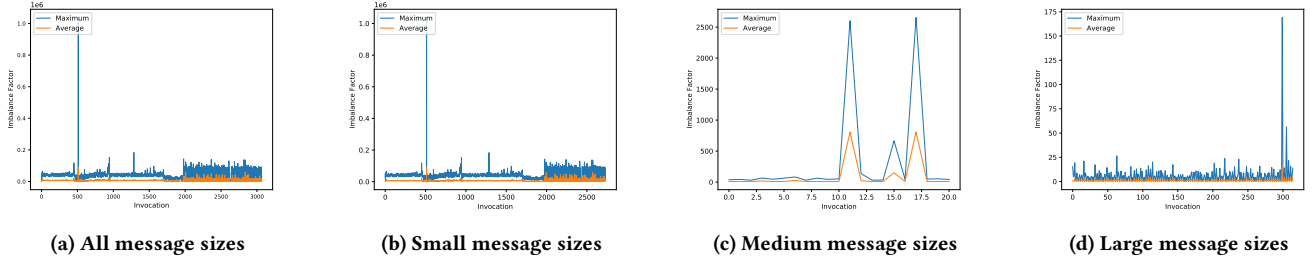 1e6
Maximum
Average
Imbalance Factor
1.0
0.8
0.6
0.4
0.2
0.0
0 500 1000 1500 2000 2500 3000
Invocation
(a) All message sizes
1e6
Maximum
Average
Imbalance Factor
1.0
0.8
0.6
0.4
0.2
0.0
0 500 1000 1500 2000 2500
Invocation
(b) Small message sizes
Maximum
Average
Imbalance Factor
2500
2000
1500
1000
500
0
0.0 2.5 5.0 7.5 10.0 12.5 15.0 17.5 20.0
Invocation
(c) Medium message sizes
Maximum
Average
Imbalance Factor
175
150
125
100
75
50
25
0
0 50 100 150 200 250 300
Invocation
(d) Large message sizes